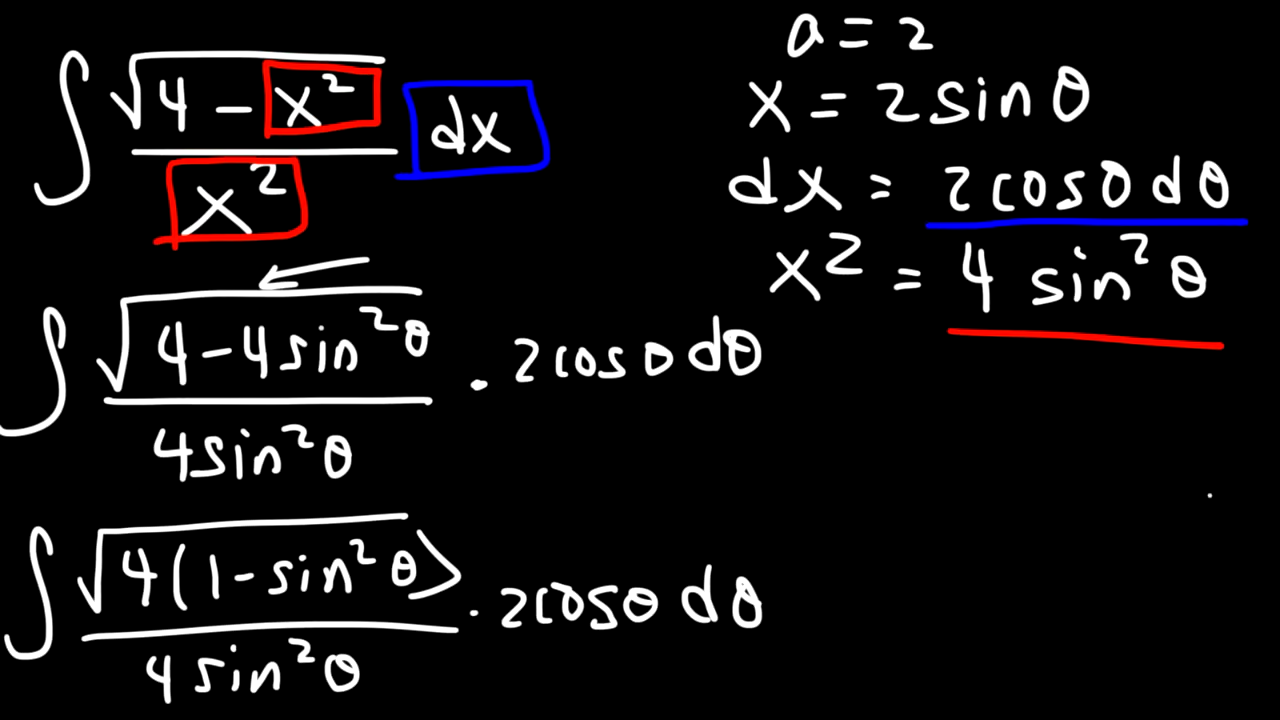 ∫ √(4 − x²) / x² dx
∫ √(4 − 4sin²θ) / 4sin²θ · 2cosθ dθ
∫ √(4(1 − sin²θ)) / 4sin²θ · 2cosθ dθ
a = 2
x = 2sinθ
dx = 2cosθ dθ
x² = 4 sin²θ